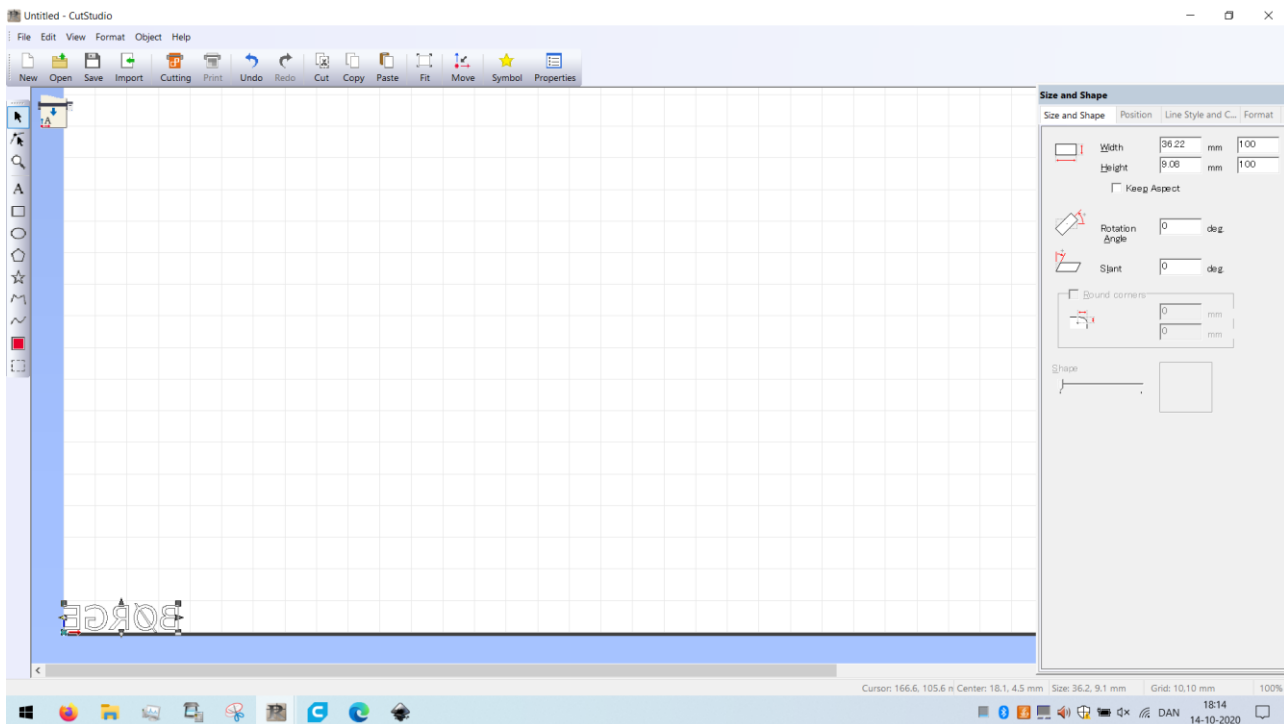 Untitled - CutStudio
File Edit View Format Object Help
New Open Save Import Cutting Print Undo Redo Cut Copy Paste Fit Move Symbol Properties
Size and Shape
Size and Shape Position Line Style and C... Format
Width 36.22 mm 100
Height 9.08 mm 100
Keep Aspect
Rotation Angle 0 deg.
Slant 0 deg.
Round corners
0 mm
0 mm
Shape
A
BØRGE
Cursor: 166.6, 105.6 n Center: 18.1, 4.5 mm Size: 36.2, 9.1 mm Grid: 10,10 mm 100%
DAN 18:14
14-10-2020